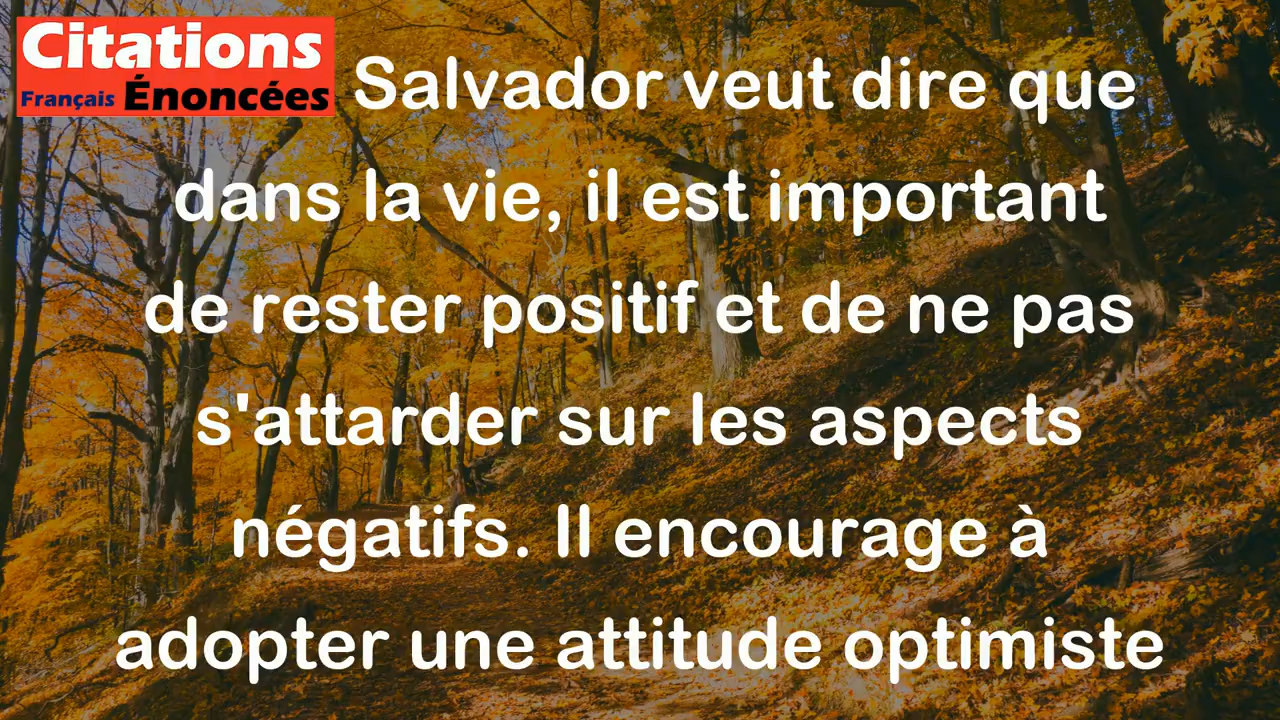 Citations
Français Énoncées
Salvador veut dire que
dans la vie, il est important
de rester positif et de ne pas
s'attarder sur les aspects
négatifs. Il encourage à
adopter une attitude optimiste